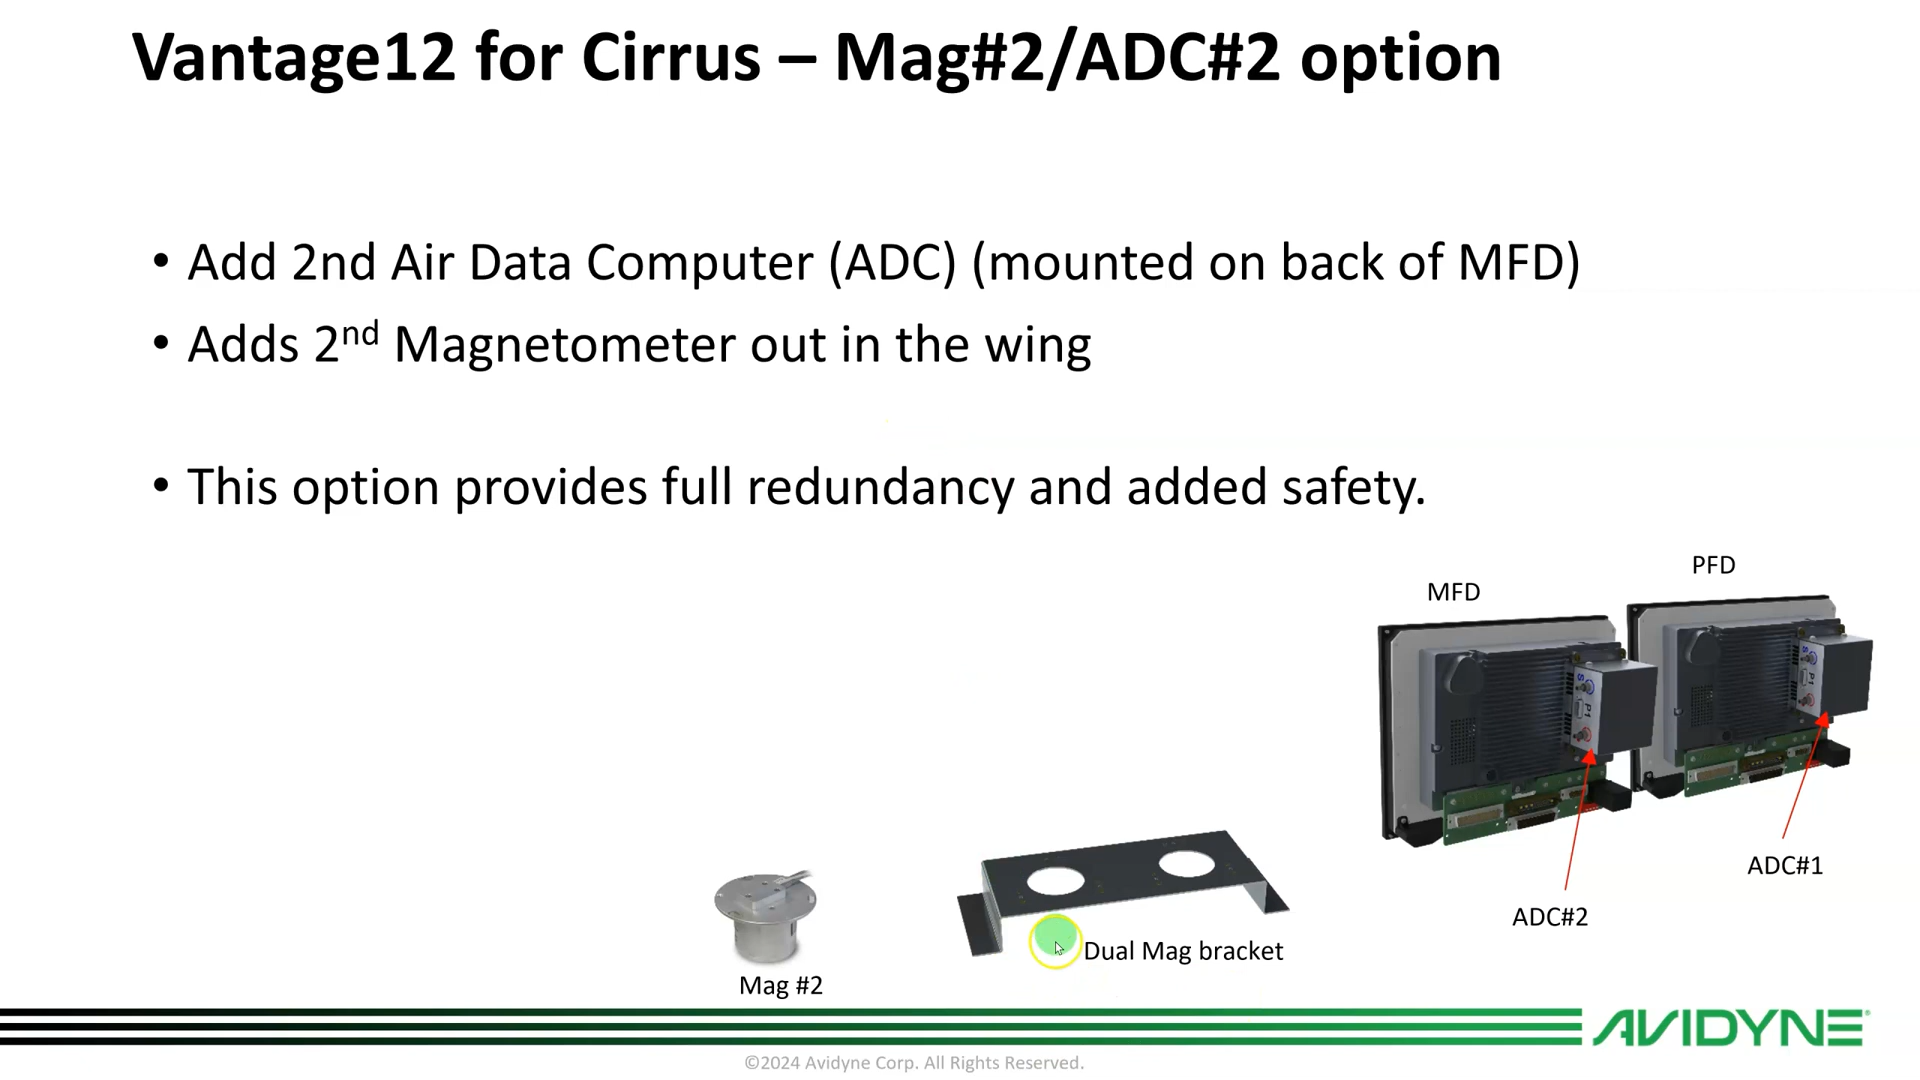 Vantage12 for Cirrus – Mag#2/ADC#2 option
• Add 2nd Air Data Computer (ADC) (mounted on back of MFD)
• Adds 2nd Magnetometer out in the wing
• This option provides full redundancy and added safety.
PFD
MFD
S
P1
S
P1
ADC#1
ADC#2
Dual Mag bracket
Mag #2
AVIDYNE
©2024 Avidyne Corp. All Rights Reserved.